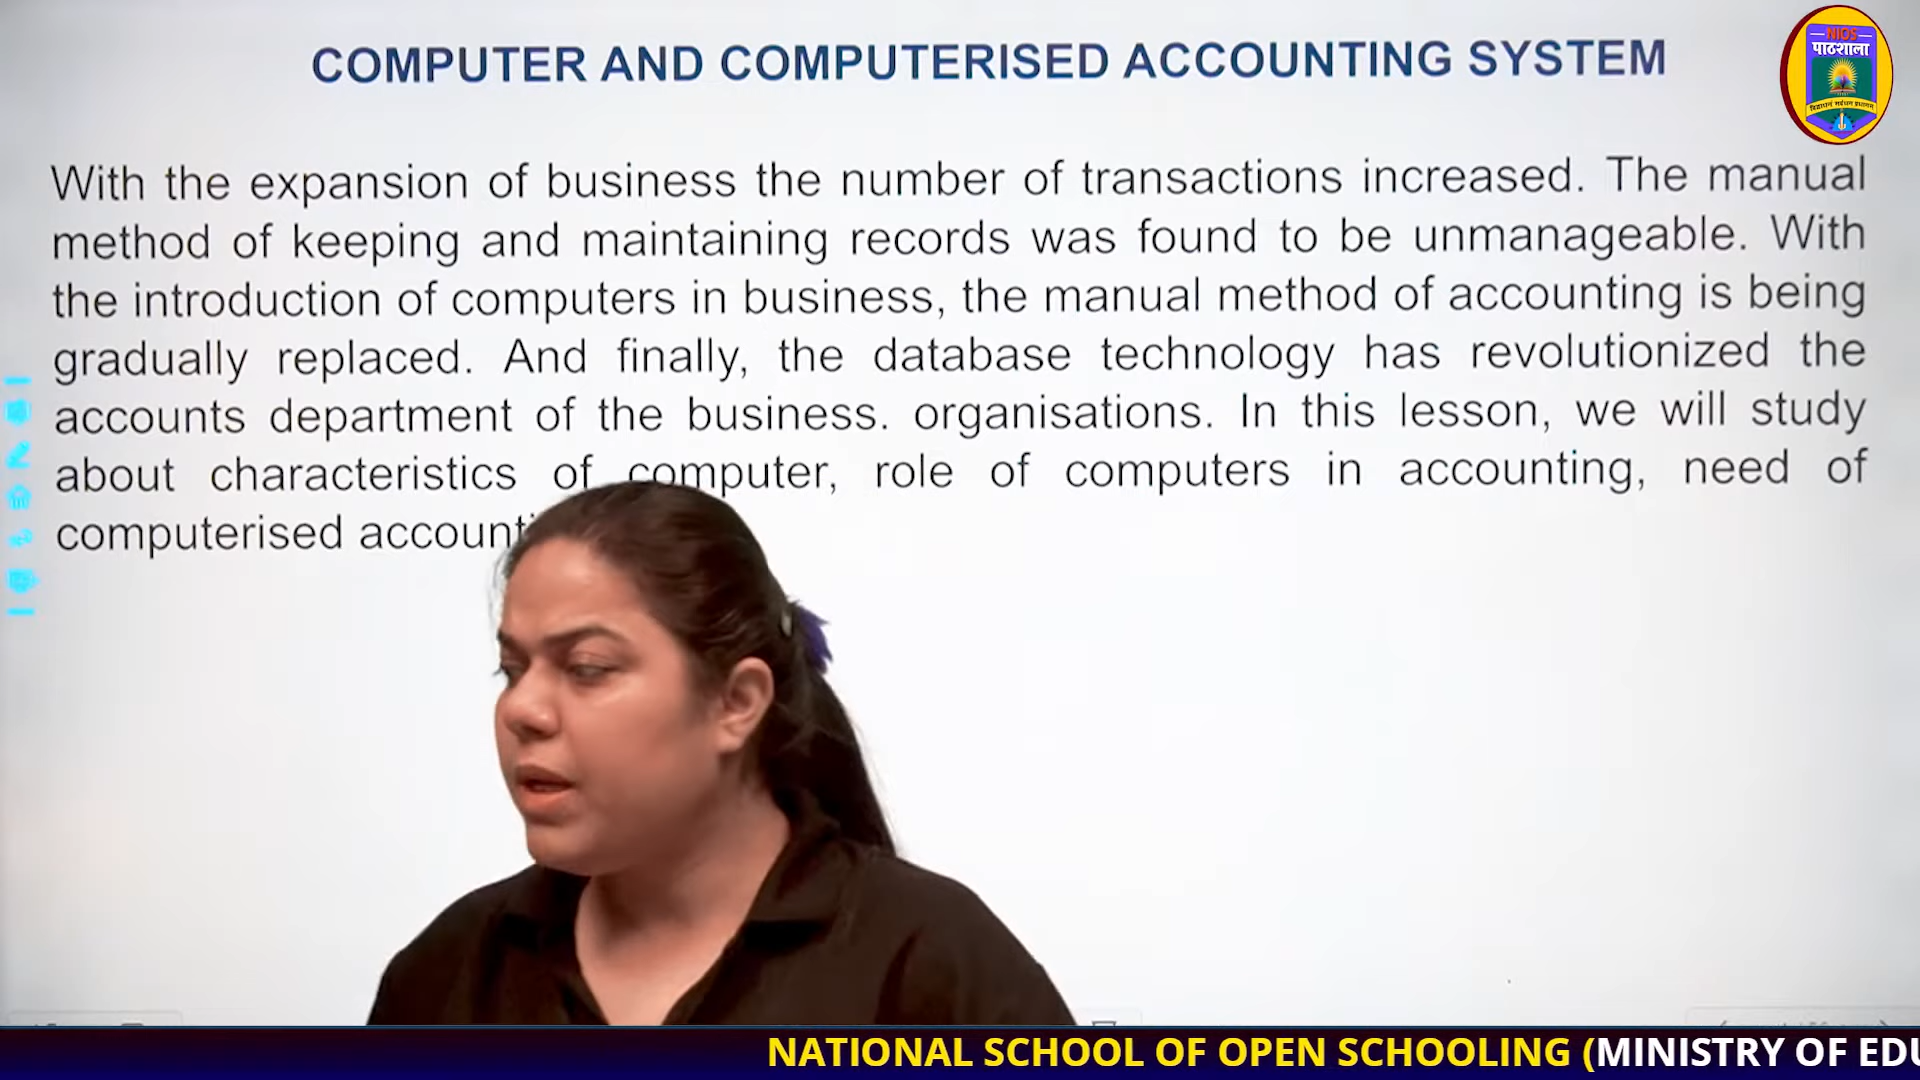 COMPUTER AND COMPUTERISED ACCOUNTING SYSTEM
NIOS
पाठशाला
With the expansion of business the number of transactions increased. The manual
method of keeping and maintaining records was found to be unmanageable. With
the introduction of computers in business, the manual method of accounting is being
gradually replaced. And finally, the database technology has revolutionized the
accounts department of the business. organisations. In this lesson, we will study
about characteristics of computer, role of computers in accounting, need of
computerised
NATIONAL SCHOOL OF OPEN SCHOOLING (MINISTRY OF EDU